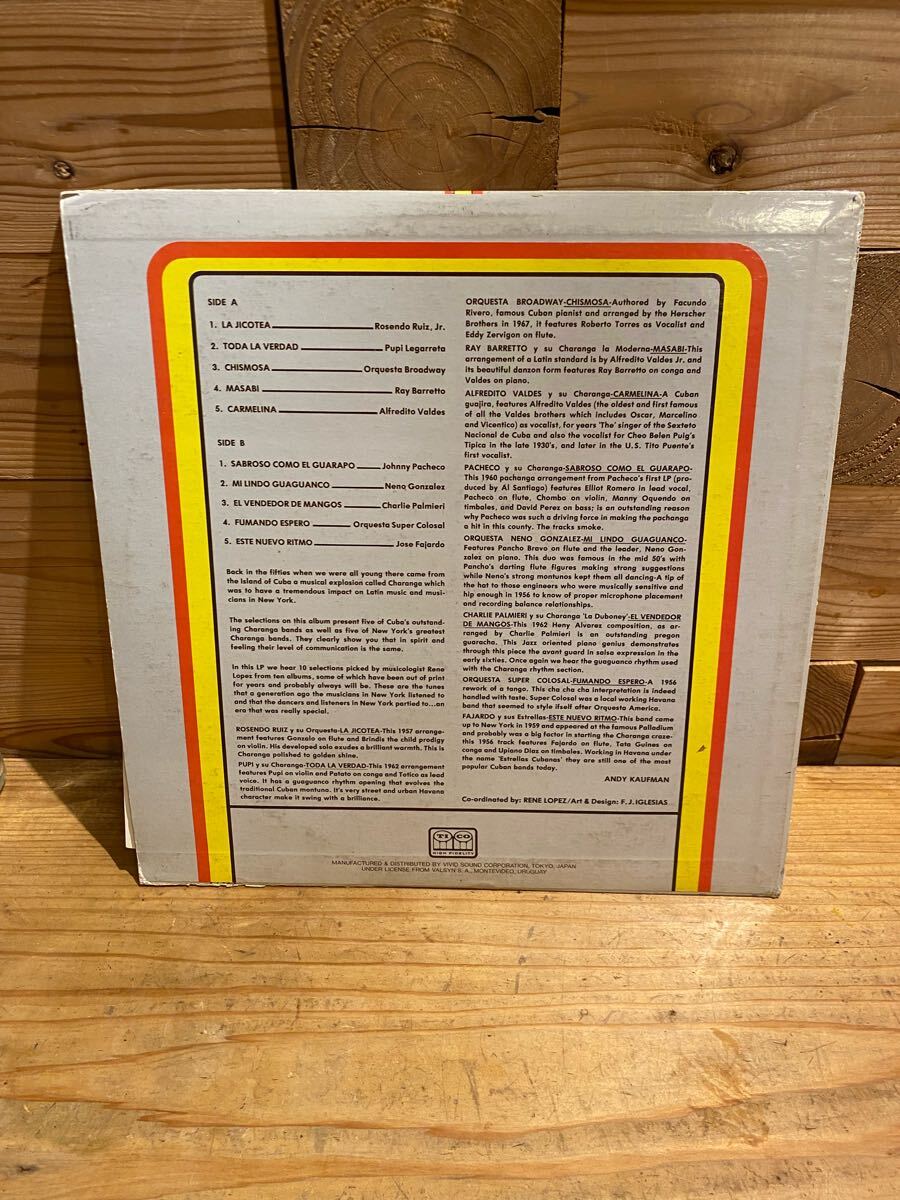 SIDE A
1. LA JICOTEA Rosendo Ruiz, Jr.
2. TODA LA VERDAD Pupi Legarreta
3. CHISMOSA Orquesta Broadway
4. MASABI Ray Barretto
5. CARMELINA Alfredito Valdes
SIDE B
1. SABROSO COMO EL GUARAPO Johnny Pacheco
2. MI LINDO GUAGUANCO Neno Gonzalez
3. EL VENDEDOR DE MANGOS Charlie Palmieri
4. FUMANDO ESPERO Orquesta Super Colosal
5. ESTE NUEVO RITMO Jose Fajardo
Back in the fifties when we were all young there came from
the Island of Cuba a musical explosion called Charanga which
was to have a tremendous impact on Latin music and musi-
cians in New York.
The selections on this album present five of Cuba's outstand-
ing Charanga bands as well as five of New York's greatest
Charanga bands. They clearly show you that in spirit and
feeling their level of communication is the same.
In this LP we hear 10 selections picked by musicologist Rene
Lopez from ten albums, some of which have been out of print
for years and probably always will be. These are the tunes
that a generation ago the musicians in New York listened to
and that the dancers and listeners in New York partied to...an
era that was really special.
ROSENDO RUIZ y su Orquesta-LA JICOTEA-This 1957 arrange-
ment features Gonzalo on flute and Brindis the child prodigy
on violin. His developed solo exudes a brilliant warmth. This is
Charanga polished to golden shine.
PUPI y su Charanga-TODA LA VERDAD-This 1962 arrangement
features Pupi on violin and Patato on conga and Totico as lead
voice. It has a guaguanco rhythm opening that evolves the
traditional Cuban montuno. It's very street and urban Havana
character make it swing with a brilliance.
ORQUESTA BROADWAY-CHISMOSA-Authored by Facundo
Rivero, famous Cuban pianist and arranged by the Herscher
Brothers in 1967, it features Roberto Torres as Vocalist and
Eddy Zervigon on flute.
RAY BARRETTO y su Charanga la Moderna-MASABI-This
arrangement of a Latin standard is by Alfredito Valdes Jr. and
its beautiful danzon form features Ray Barretto on conga and
Valdes on piano.
ALFREDITO VALDES y su Charanga-CARMELINA-A Cuban
guajira, features Alfredito Valdes (the oldest and first famous
of all the Valdes brothers which includes Oscar, Marcelino
and Vicentico) as vocalist, for years 'The' singer of the Sexteto
Nacional de Cuba and also the vocalist for Cheo Belen Puig's
Tipica in the late 1930's, and later in the U.S. Tito Puente's
first vocalist.
PACHECO y su Charanga-SABROSO COMO EL GUARAPO-
This 1960 pachanga arrangement from Pacheco's first LP (pro-
duced by Al Santiago) features Elliot Romero in lead vocal,
Pacheco on flute, Chombo on violin, Manny Oquendo on
timbales, and David Perez on bass; is an outstanding reason
why Pacheco was such a driving force in making the pachanga
a hit in this county. The tracks smoke.
ORQUESTA NENO GONZALEZ-MI LINDO GUAGUANCO-
Features Pancho Bravo on flute and the leader, Neno Gon-
zalez on piano. This duo was famous in the mid 50's with
Pancho's darting flute figures making strong suggestions
while Neno's strong montunos kept them all dancing-A tip of
the hat to those engineers who were musically sensitive and
hip enough in 1956 to know of proper microphone placement
and recording balance relationships.
CHARLIE PALMIERI y su Charanga 'La Duboney'-EL VENDEDOR
DE MANGOS-This 1962 Heny Alvarez composition, as ar-
ranged by Charlie Palmieri is an outstanding pregon
guaracha. This Jazz oriented piano genius demonstrates
through this piece the avant guard in salsa expression in the
early sixties. Once again we hear the guaguanco rhythm used
with the Charanga rhythm section.
ORQUESTA SUPER COLOSAL-FUMANDO ESPERO-A 1956
rework of a tango. This cha cha cha interpretation is indeed
handled with taste. Super Colosal was a local working Havana
band that seemed to style ifself after Orquesta America.
FAJARDO y sus Estrellas-ESTE NUEVO RITMO-This band came
up to New York in 1959 and appeared at the famous Palladium
and probably was a big factor in starting the Charanga craze-
this 1956 track features Fajardo on flute, Tata Guines on
conga and Upiano Diaz on timbales. Working in Havana under
the name 'Estrellas Cubanas' they are still one of the most
popular Cuban bands today.
ANDY KAUFMAN
Co-ordinated by: RENE LOPEZ/Art & Design: F. J. IGLESIAS
TICO
HIGH FIDELITY
MANUFACTURED & DISTRIBUTED BY VIVID SOUND CORPORATION, TOKYO, JAPAN
UNDER LICENSE FROM VALSYN S. A., MONTEVIDEO, URUGUAY